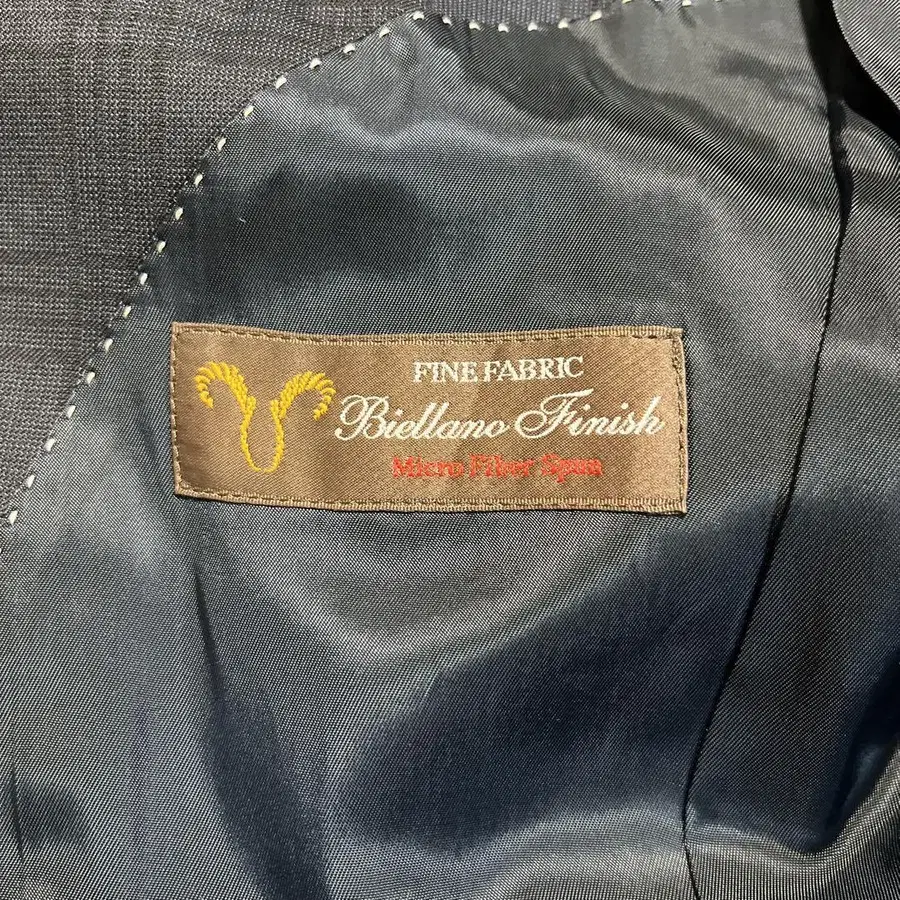 FINE FABRIC
Biellano Finish
Micro Fiber Spun